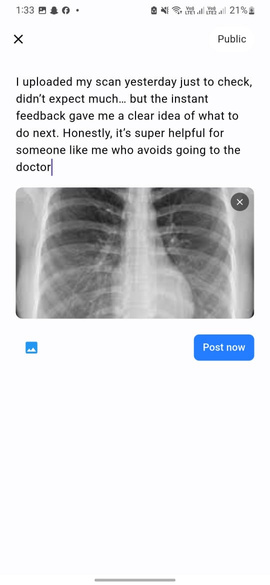 1:33
21%
Public
I uploaded my scan yesterday just to check,
didn't expect much... but the instant
feedback gave me a clear idea of what to
do next. Honestly, it's super helpful for
someone like me who avoids going to the
doctor
Post now